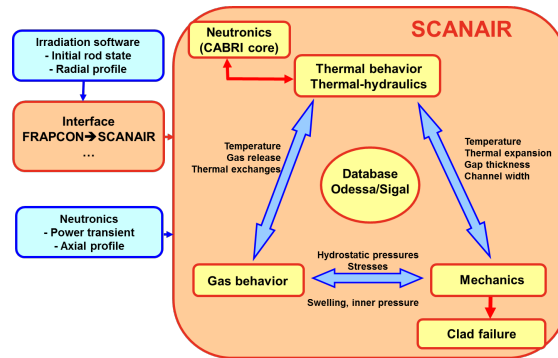 SCANAIR
Irradiation software
- Initial rod state
- Radial profile
Interface
FRAPCON➔SCANAIR
…
Neutronics
- Power transient
- Axial profile
Neutronics
(CABRI core)
Thermal behavior
Thermal-hydraulics
Temperature
Gas release
Thermal exchanges
Temperature
Thermal expansion
Gap thickness
Channel width
Database
Odessa/Sigal
Hydrostatic pressures
Stresses
Gas behavior
Mechanics
Swelling, inner pressure
Clad failure